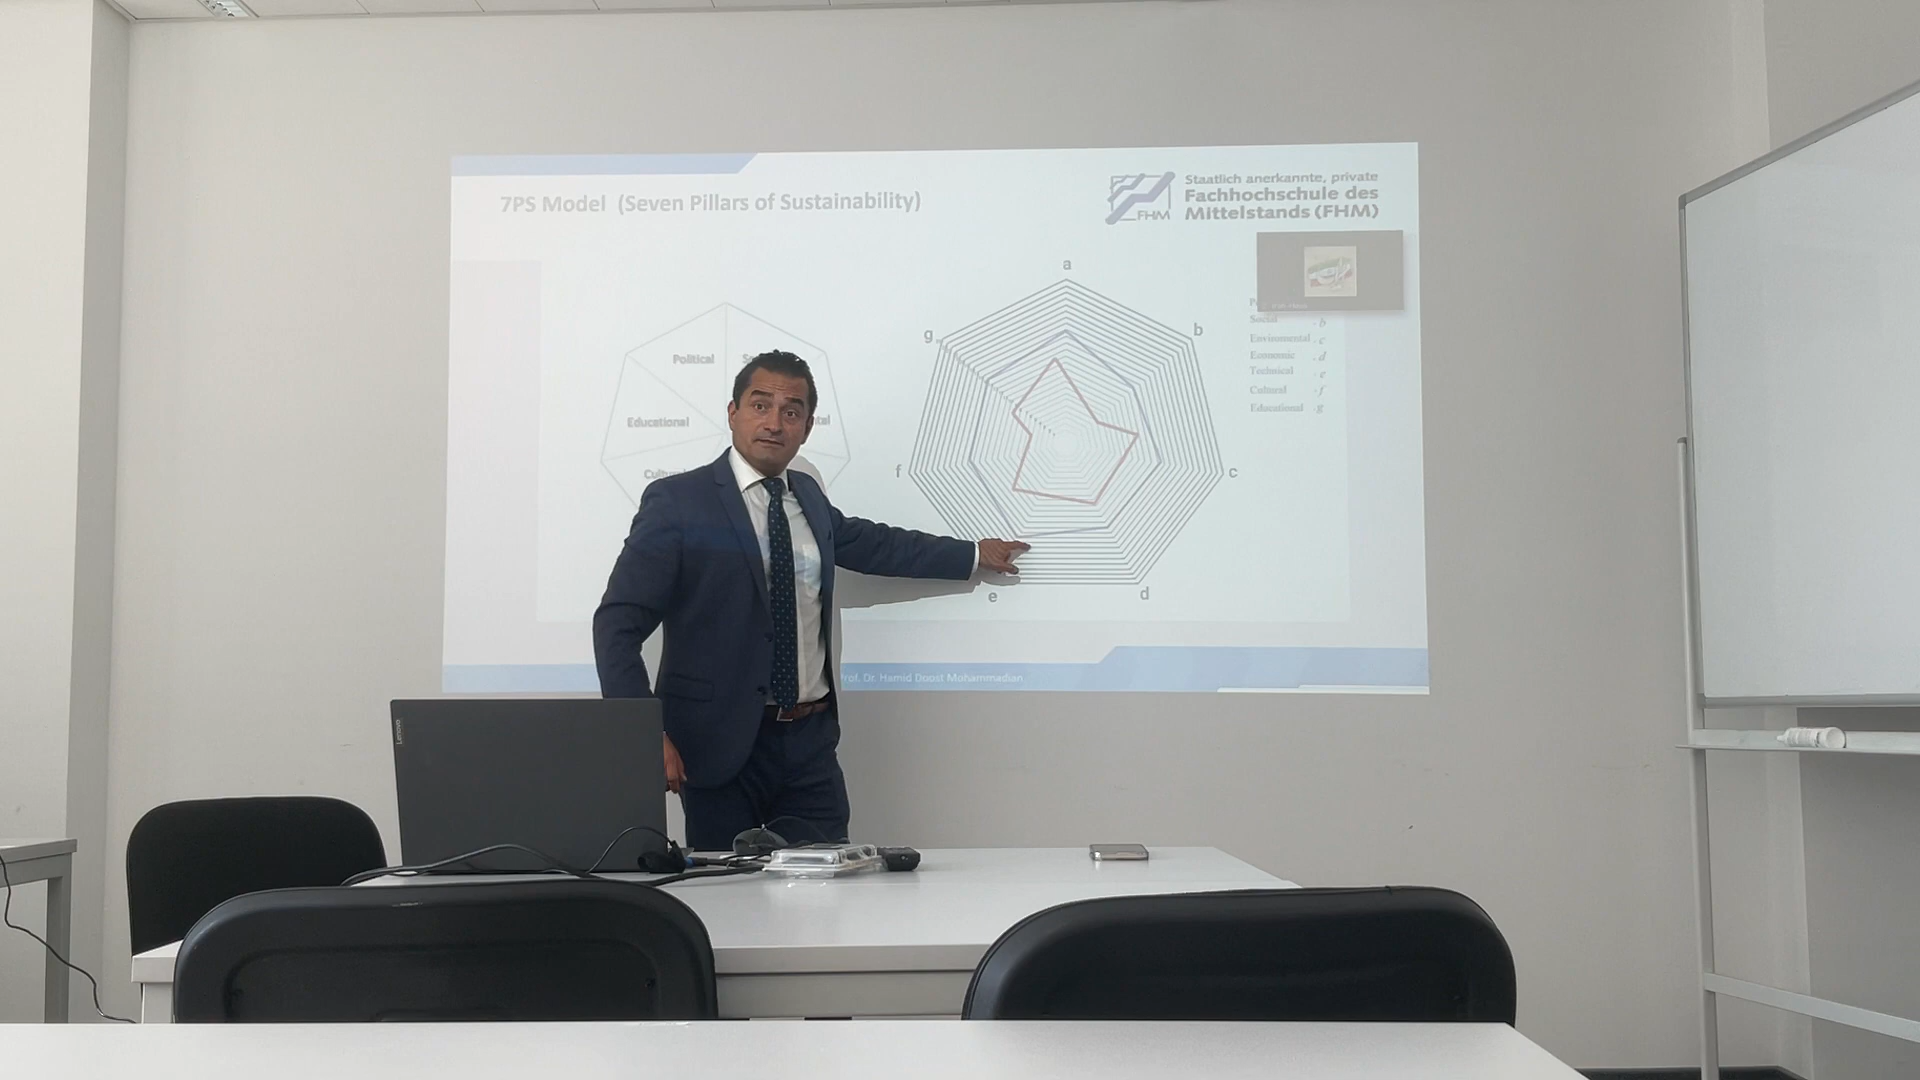 7PS Model (Seven Pillars of Sustainability)
FHM
Staatlich anerkannte, private
Fachhochschule des
Mittelstands (FHM)
Political
Educational
a
b
c
d
e
f
g
Social . b
Enviromental . c
Economic . d
Technical . e
Cultural . f
Educational . g
Prof. Dr. Hamid Doost Mohammadian
Lenovo